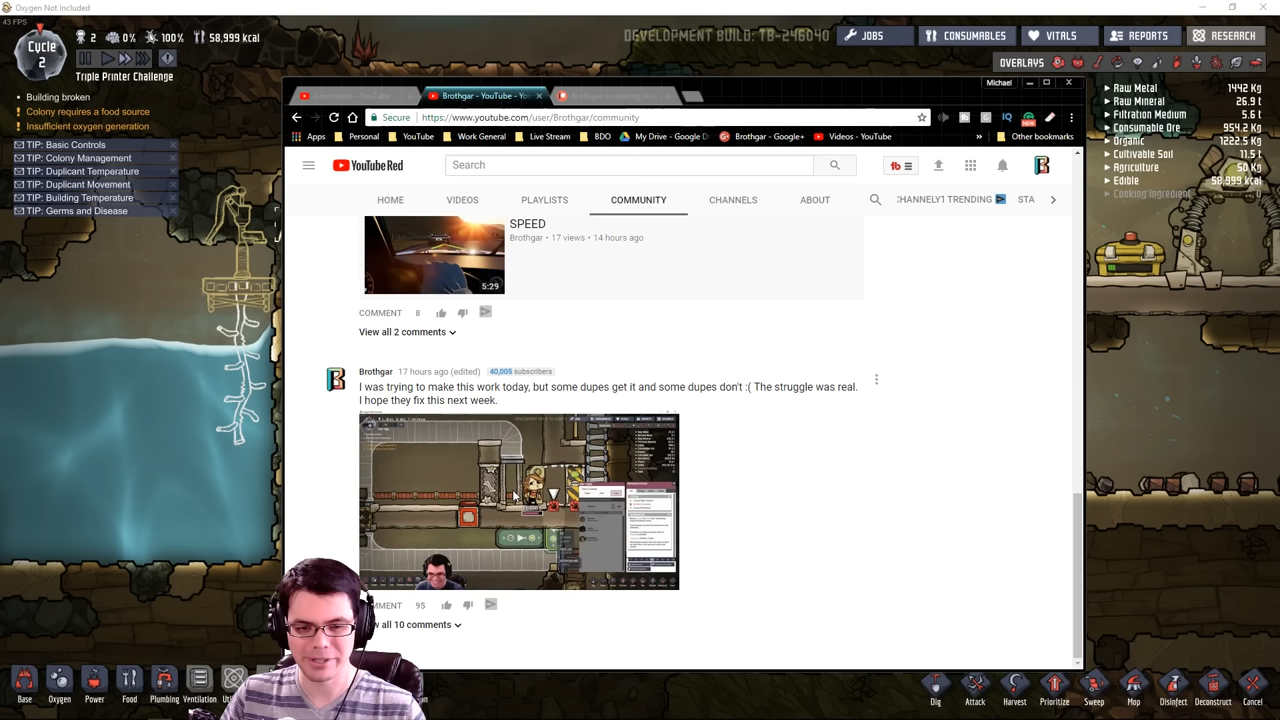 Oxygen Not Included
43 FPS
Cycle
2
2
0%
100%
58,999 kcal
Triple Printer Challenge
DEVELOPMENT BUILD: TB-246040
JOBS
CONSUMABLES
VITALS
REPORTS
RESEARCH
OVERLAYS
Building broken
Colony requires a food source
Insufficient oxygen generation
TIP: Basic Controls
TIP: Colony Management
TIP: Duplicant Temperature
TIP: Duplicant Movement
TIP: Building Temperature
TIP: Germs and Disease
Raw Metal 1442 Kg
Raw Mineral 26.9 t
Filtration Medium 5.6 t
Consumable Ore 954.2 Kg
Organic 1222.5 Kg
Cultivable Soil 11.5 t
Agriculture 50 Kg
Edible 58,999 kcal
Cooking Ingredient
Michael
Brothgar - YouTube - Yo
Secure https://www.youtube.com/user/Brothgar/community
Apps Personal YouTube Work General Live Stream BDO My Drive - Google D Brothgar - Google+ Videos - YouTube » Other bookmarks
YouTube Red
Search
HOME VIDEOS PLAYLISTS COMMUNITY CHANNELS ABOUT
STA
SPEED
Brothgar • 17 views • 14 hours ago
5:29
COMMENT 8
View all 2 comments
Brothgar 17 hours ago (edited) 40,005 subscribers
I was trying to make this work today, but some dupes get it and some dupes don't :( The struggle was real.
I hope they fix this next week.
95
all 10 comments
Base Oxygen Power Food Plumbing Ventilation
Dig Attack Harvest Prioritize Sweep Mop Disinfect Deconstruct Cancel